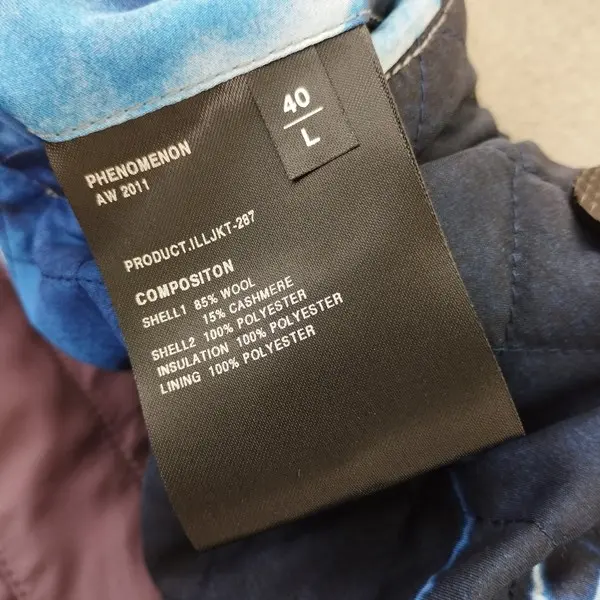 40
L
PHENOMENON
AW 2011
PRODUCT.ILLJKT-287
COMPOSITON
SHELL1 85% WOOL
15% CASHMERE
SHELL2 100% POLYESTER
INSULATION 100% POLYESTER
LINING 100% POLYESTER